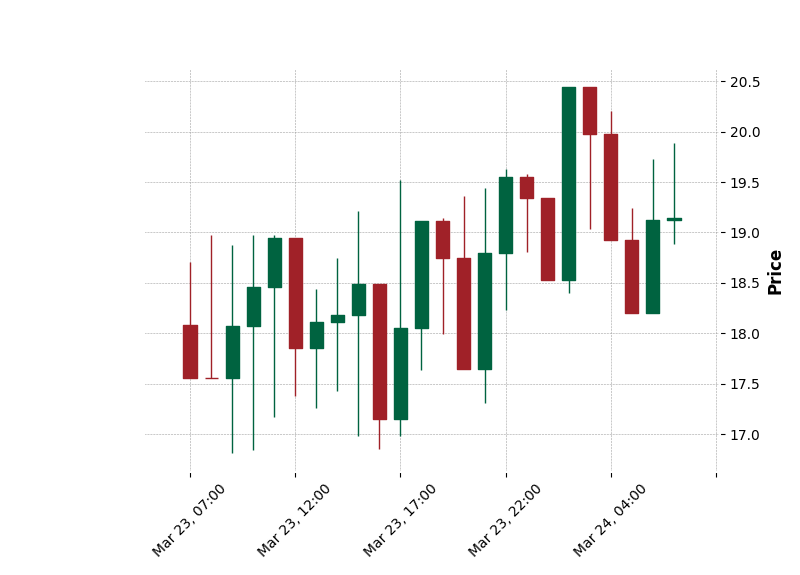 20.5
20.0
19.5
19.0
18.5
18.0
17.5
17.0
Price
Mar 23, 07:00
Mar 23, 12:00
Mar 23, 17:00
Mar 23, 22:00
Mar 24, 04:00